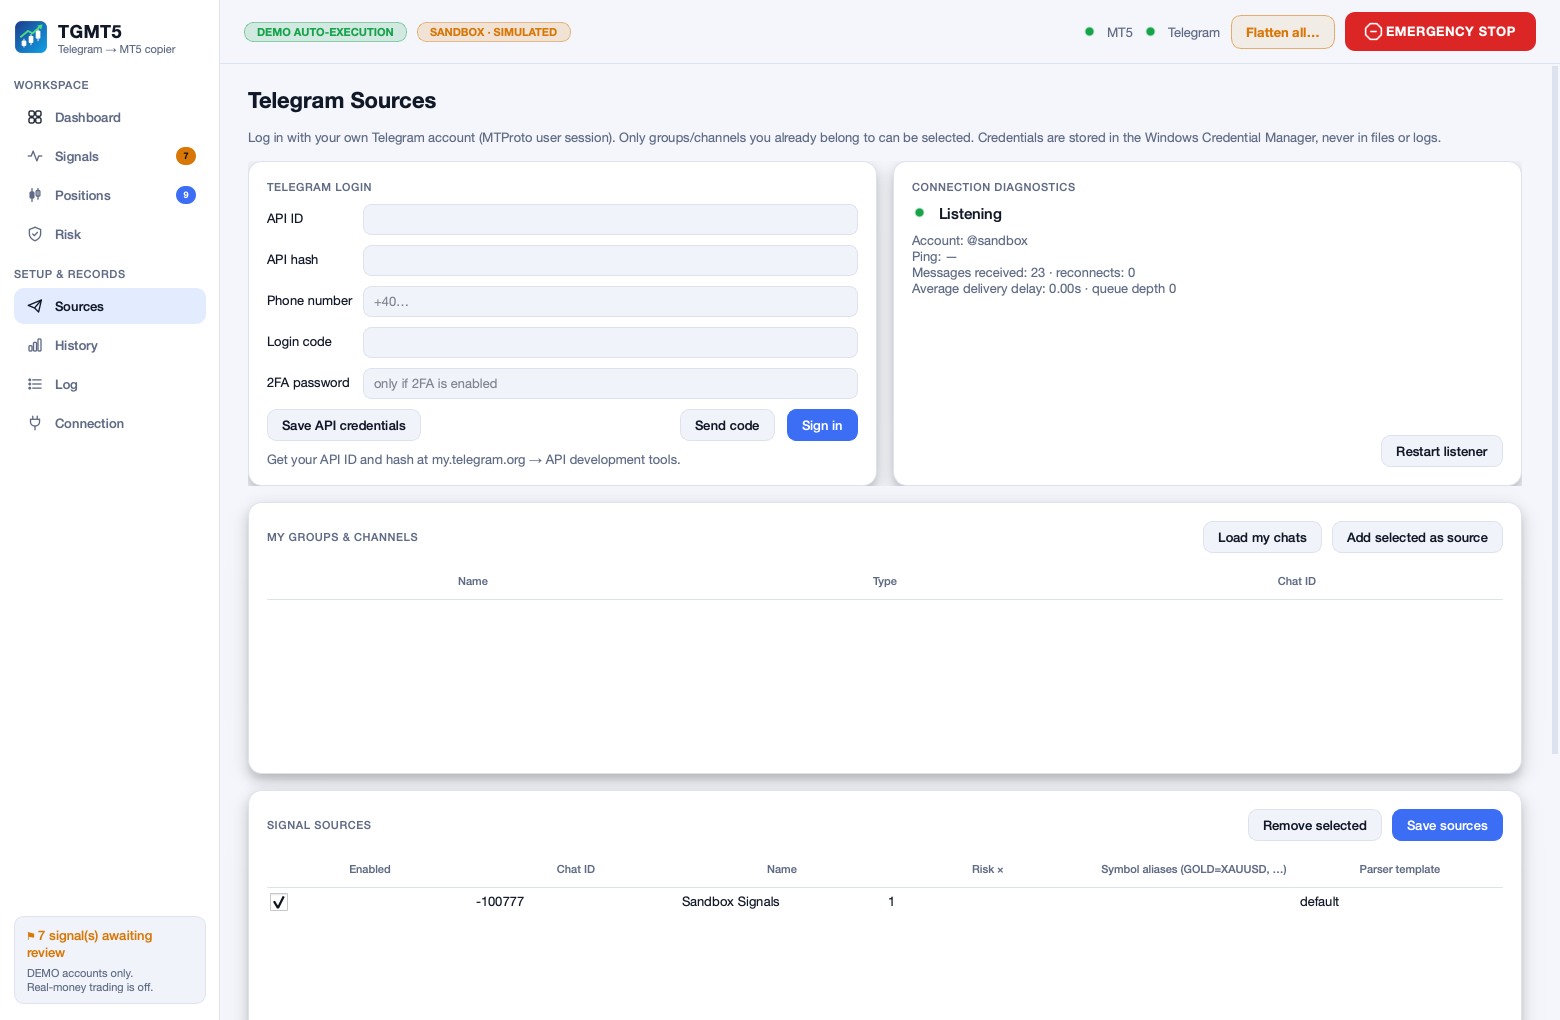 TGMT5
Telegram → MT5 copier
WORKSPACE
Dashboard
Signals
7
Positions
9
Risk
SETUP & RECORDS
Sources
History
Log
Connection
⚑ 7 signal(s) awaiting
review
DEMO accounts only.
Real-money trading is off.
DEMO AUTO-EXECUTION
SANDBOX · SIMULATED
MT5
Telegram
Flatten all...
EMERGENCY STOP
Telegram Sources
Log in with your own Telegram account (MTProto user session). Only groups/channels you already belong to can be selected. Credentials are stored in the Windows Credential Manager, never in files or logs.
TELEGRAM LOGIN
API ID
API hash
Phone number
+40...
Login code
2FA password
only if 2FA is enabled
Save API credentials
Send code
Sign in
Get your API ID and hash at my.telegram.org → API development tools.
CONNECTION DIAGNOSTICS
Listening
Account: @sandbox
Ping: —
Messages received: 23 · reconnects: 0
Average delivery delay: 0.00s · queue depth 0
Restart listener
MY GROUPS & CHANNELS
Load my chats
Add selected as source
Name Type Chat ID
SIGNAL SOURCES
Remove selected
Save sources
Enabled Chat ID Name Risk × Symbol aliases (GOLD=XAUUSD, ...) Parser template
-100777 Sandbox Signals 1 default